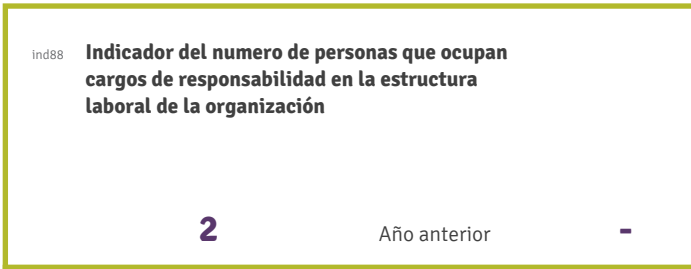 ind88 Indicador del numero de personas que ocupan
cargos de responsabilidad en la estructura
laboral de la organización
2 Año anterior -